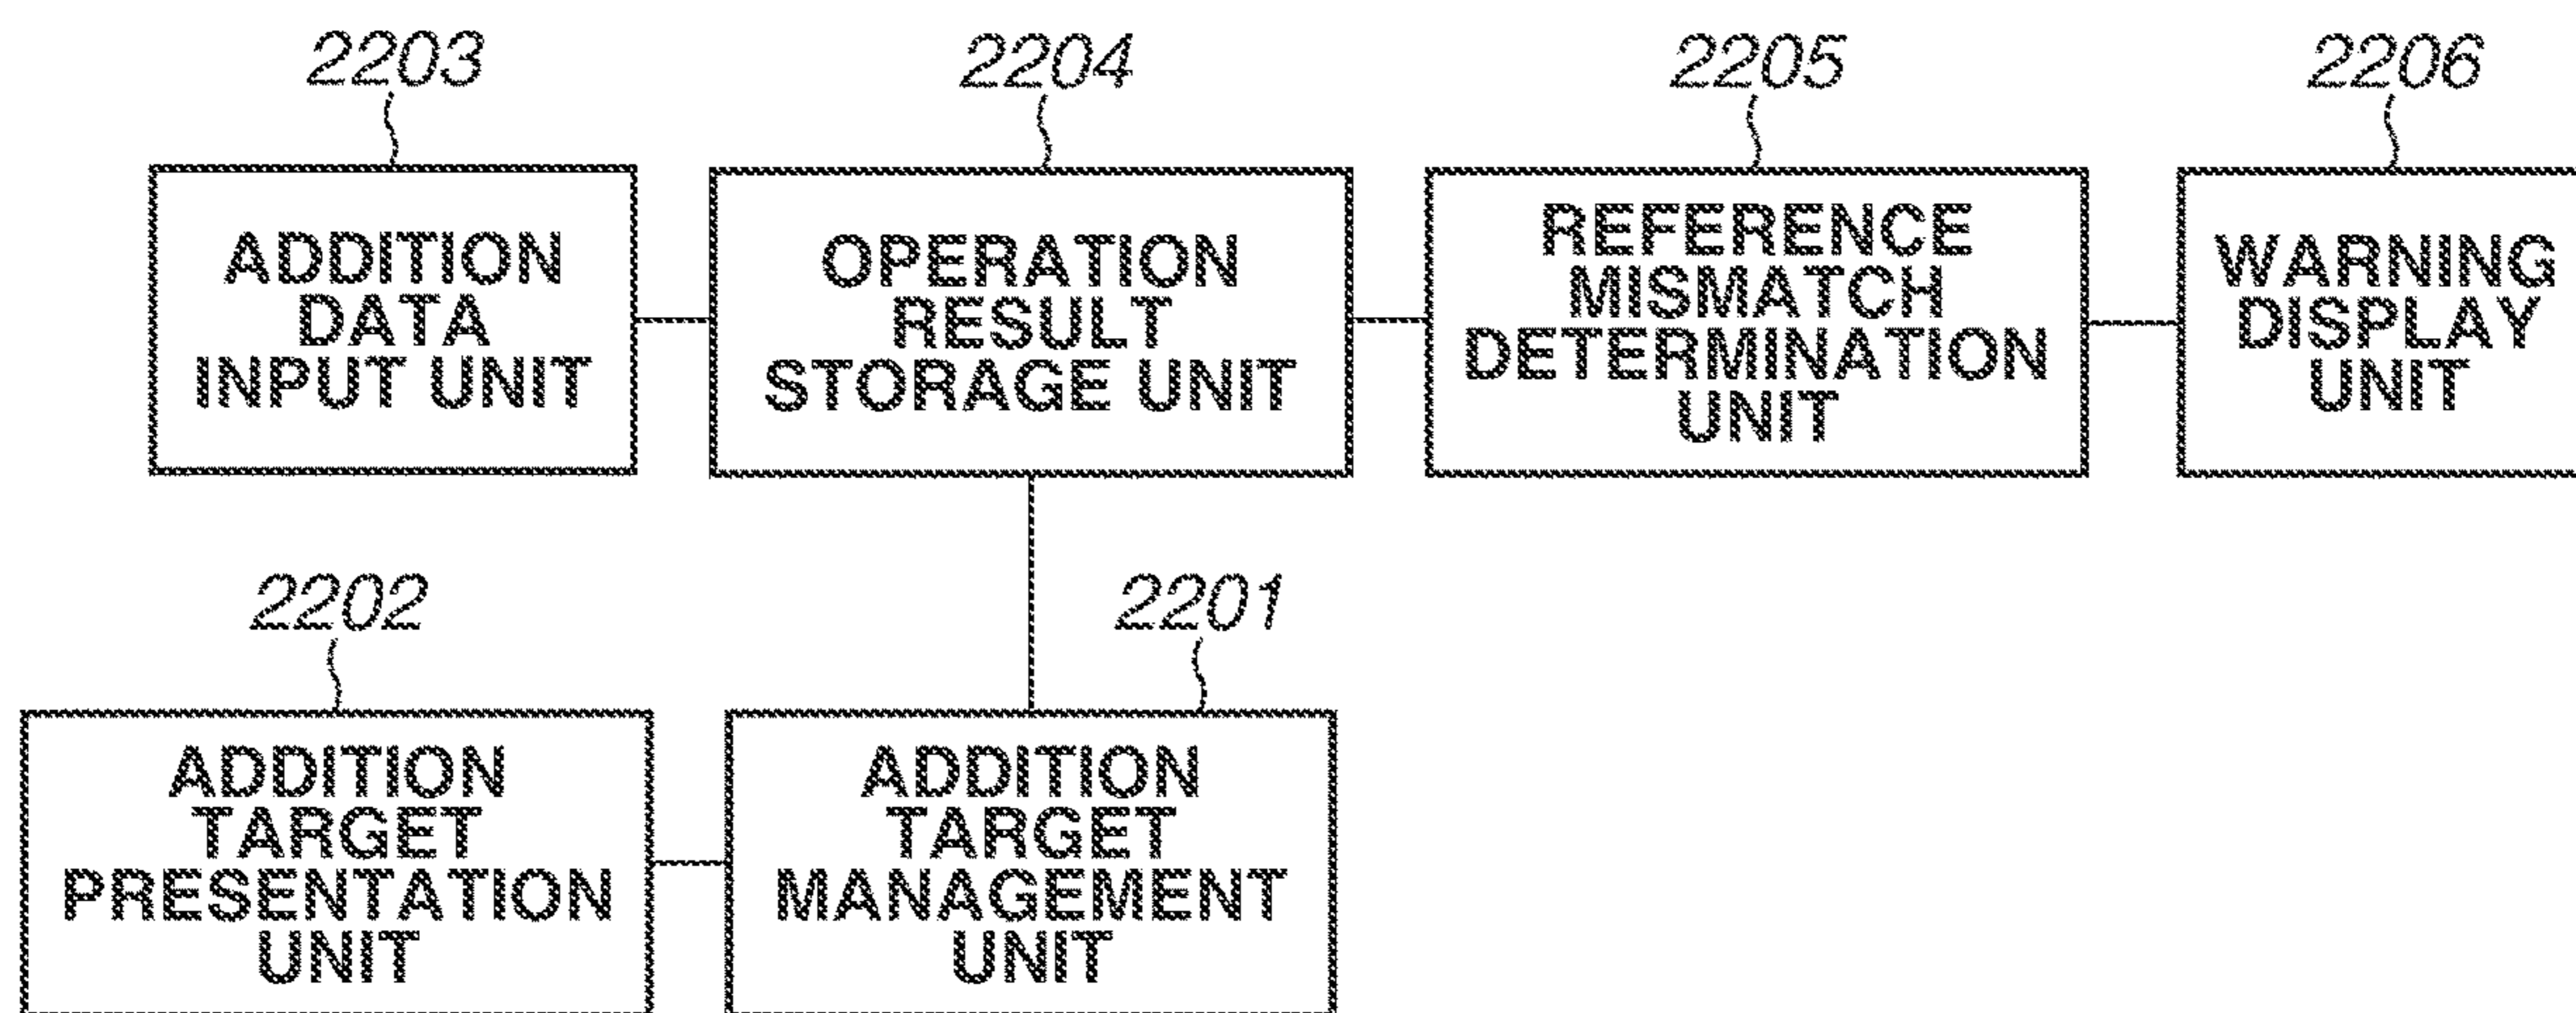 2203
2204
2205
2206
ADDITION
DATA
INPUT UNIT
OPERATION
RESULT
STORAGE UNIT
REFERENCE
MISMATCH
DETERMINATION
UNIT
WARNING
DISPLAY
UNIT
2202
2201
ADDITION
TARGET
PRESENTATION
UNIT
ADDITION
TARGET
MANAGEMENT
UNIT